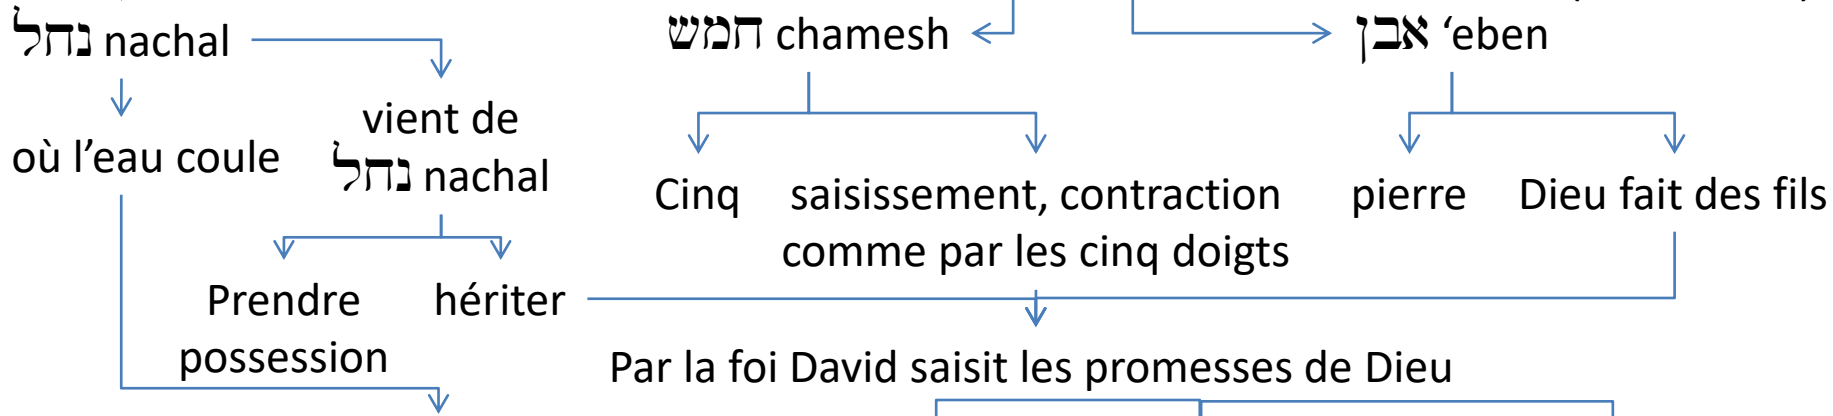 נחל nachal
חמש chamesh
אבן ‘eben
où l’eau coule
vient de
נחל nachal
Cinq
saisissement, contraction
comme par les cinq doigts
pierre
Dieu fait des fils
Prendre
possession
hériter
Par la foi David saisit les promesses de Dieu